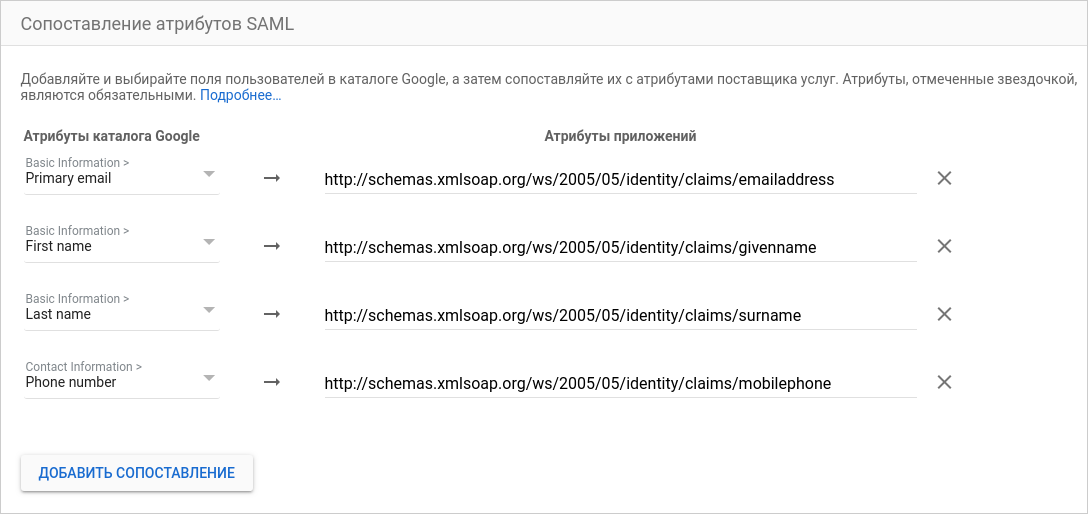 Сопоставление атрибутов SAML
Добавляйте и выбирайте поля пользователей в каталоге Google, а затем сопоставляйте их с атрибутами поставщика услуг. Атрибуты, отмеченные звездочкой,
являются обязательными. Подробнее…
Атрибуты каталога Google Атрибуты приложений
Basic Information >
Primary email http://schemas.xmlsoap.org/ws/2005/05/identity/claims/emailaddress
Basic Information >
First name http://schemas.xmlsoap.org/ws/2005/05/identity/claims/givenname
Basic Information >
Last name http://schemas.xmlsoap.org/ws/2005/05/identity/claims/surname
Contact Information >
Phone number http://schemas.xmlsoap.org/ws/2005/05/identity/claims/mobilephone
ДОБАВИТЬ СОПОСТАВЛЕНИЕ